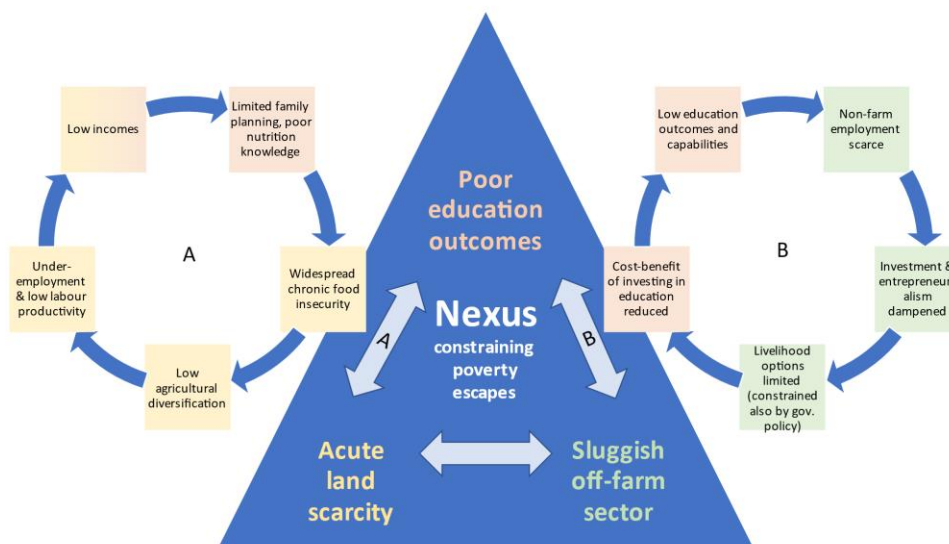 Low incomes
Limited family
planning, poor
nutrition
knowledge
A
Under-
employment
& low labour
productivity
Widespread
chronic food
insecurity
Low
agricultural
diversification
Poor
education
outcomes
A
B
Nexus
constraining
poverty
escapes
Acute
land
scarcity
Sluggish
off-farm
sector
Low education
outcomes and
capabilities
Non-farm
employment
scarce
B
Cost-benefit
of investing in
education
reduced
Investment &
entrepreneuri
alism
dampened
Livelihood
options
limited
(constrained
also by gov.
policy)